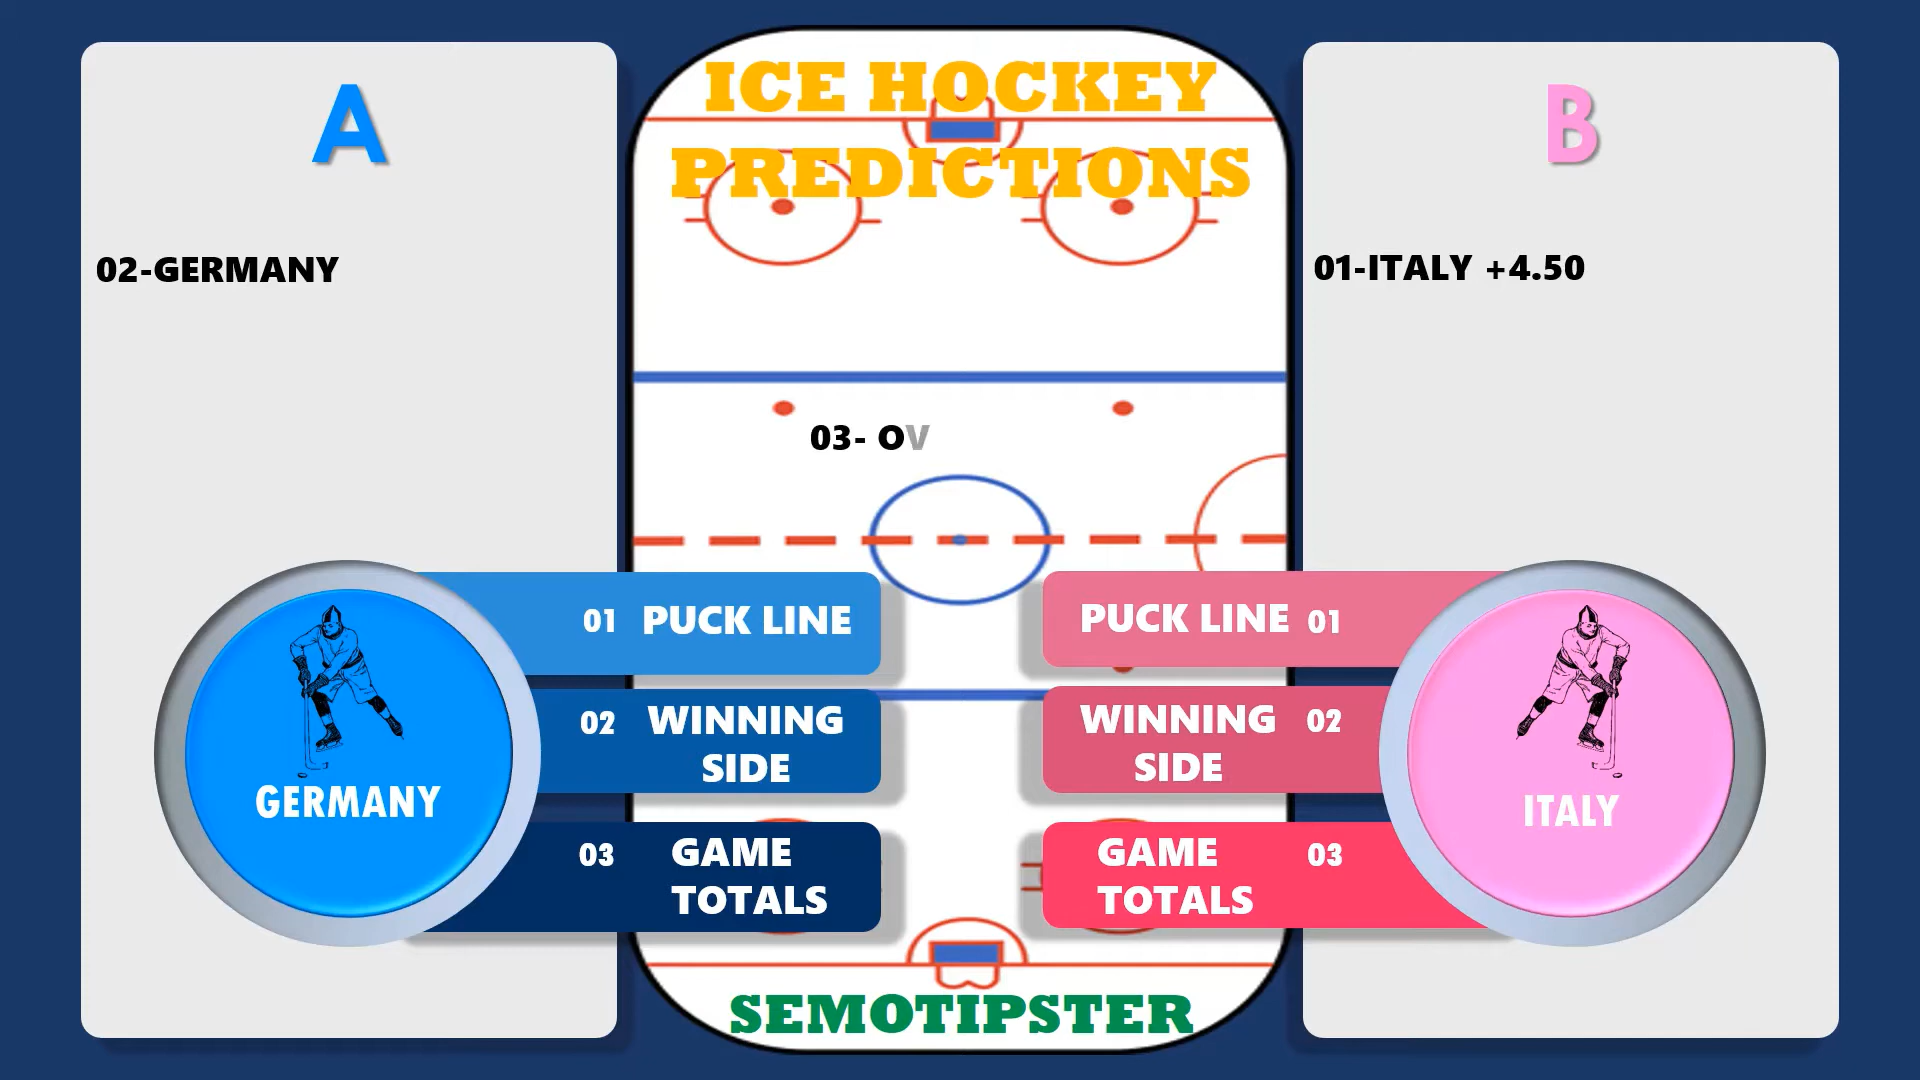 ICE HOCKEY
PREDICTIONS
A
B
02-GERMANY
01-ITALY +4.50
03- OV
01 PUCK LINE
02 WINNING
SIDE
03 GAME
TOTALS
PUCK LINE 01
WINNING 02
SIDE
GAME 03
TOTALS
GERMANY
ITALY
SEMOTIPSTER